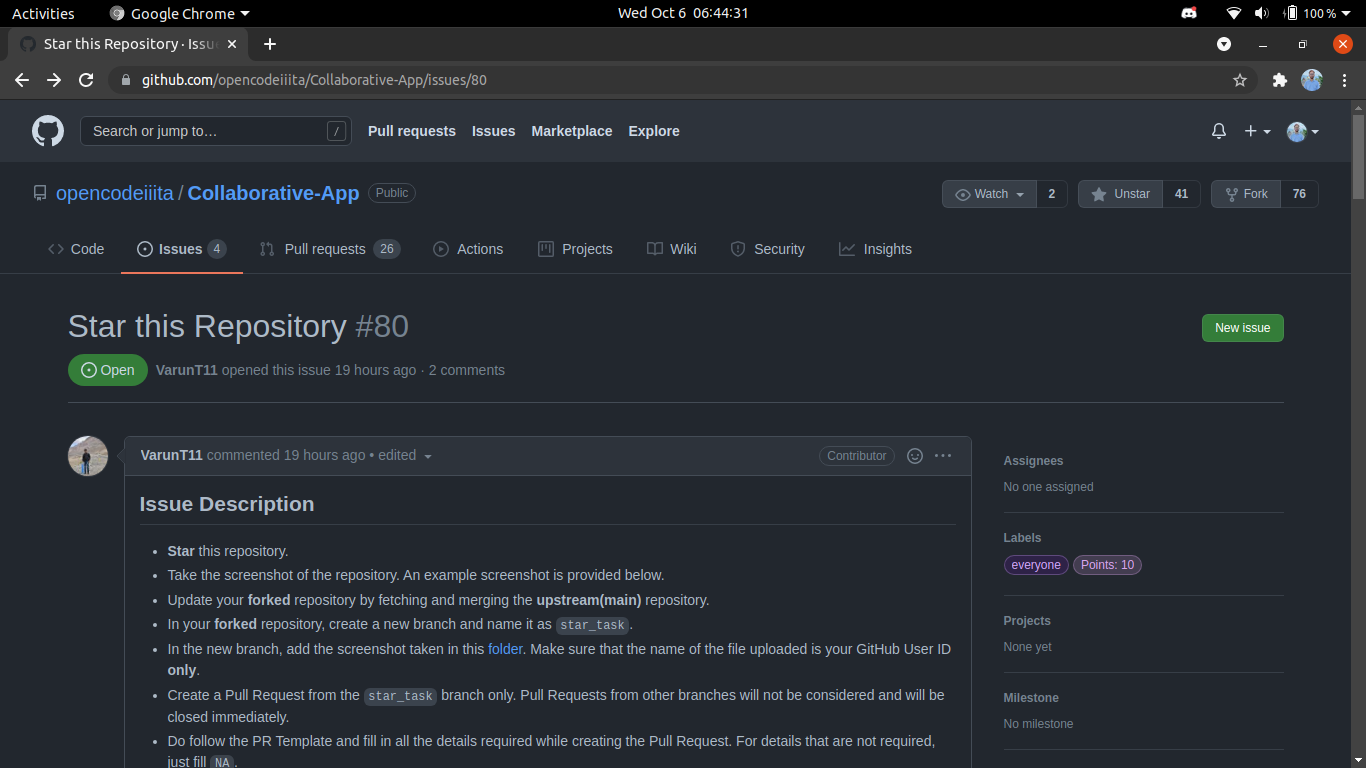 Activities Google Chrome Wed Oct 6 06:44:31 100 %
Star this Repository · Issu
github.com/opencodeiiita/Collaborative-App/issues/80
Search or jump to… / Pull requests Issues Marketplace Explore
opencodeiiita / Collaborative-App Public Watch 2 Unstar 41 Fork 76
Code Issues 4 Pull requests 26 Actions Projects Wiki Security Insights
Star this Repository #80 New issue
Open VarunT11 opened this issue 19 hours ago · 2 comments
VarunT11 commented 19 hours ago • edited Contributor
Issue Description
• Star this repository.
• Take the screenshot of the repository. An example screenshot is provided below.
• Update your forked repository by fetching and merging the upstream(main) repository.
• In your forked repository, create a new branch and name it as star_task.
• In the new branch, add the screenshot taken in this folder. Make sure that the name of the file uploaded is your GitHub User ID
only.
• Create a Pull Request from the star_task branch only. Pull Requests from other branches will not be considered and will be
closed immediately.
• Do follow the PR Template and fill in all the details required while creating the Pull Request. For details that are not required,
just fill NA.
Assignees
No one assigned
Labels
everyone Points: 10
Projects
None yet
Milestone
No milestone